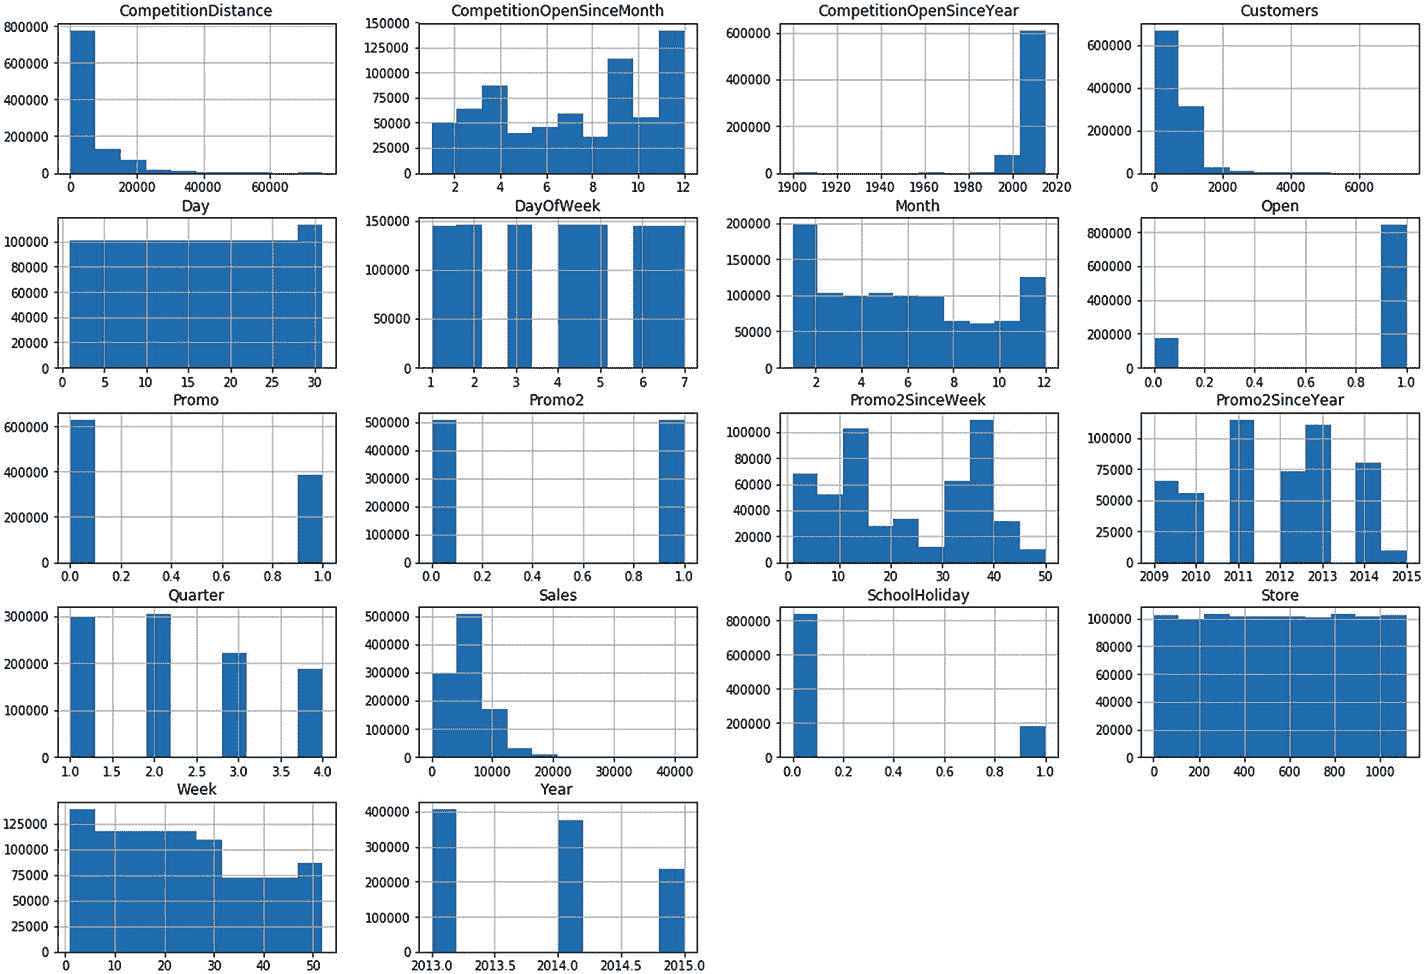 CompetitionDistance
800000
600000
400000
200000
0
0 20000 40000 60000
CompetitionOpenSinceMonth
150000
125000
100000
75000
50000
25000
0
2 4 6 8 10 12
CompetitionOpenSinceYear
600000
400000
200000
0
1900 1920 1940 1960 1980 2000 2020
Customers
600000
400000
200000
0
0 2000 4000 6000
Day
100000
80000
60000
40000
20000
0
0 5 10 15 20 25 30
DayOfWeek
150000
100000
50000
0
1 2 3 4 5 6 7
Month
200000
150000
100000
50000
0
2 4 6 8 10 12
Open
800000
600000
400000
200000
0
0.0 0.2 0.4 0.6 0.8 1.0
Promo
600000
400000
200000
0
0.0 0.2 0.4 0.6 0.8 1.0
Promo2
500000
400000
300000
200000
100000
0
0.0 0.2 0.4 0.6 0.8 1.0
Promo2SinceWeek
100000
80000
60000
40000
20000
0
0 10 20 30 40 50
Promo2SinceYear
100000
75000
50000
25000
0
2009 2010 2011 2012 2013 2014 2015
Quarter
300000
200000
100000
0
1.0 1.5 2.0 2.5 3.0 3.5 4.0
Sales
500000
400000
300000
200000
100000
0
0 10000 20000 30000 40000
SchoolHoliday
800000
600000
400000
200000
0
0.0 0.2 0.4 0.6 0.8 1.0
Store
100000
80000
60000
40000
20000
0
0 200 400 600 800 1000
Week
125000
100000
75000
50000
25000
0
0 10 20 30 40 50
Year
400000
300000
200000
100000
0
2013.0 2013.5 2014.0 2014.5 2015.0